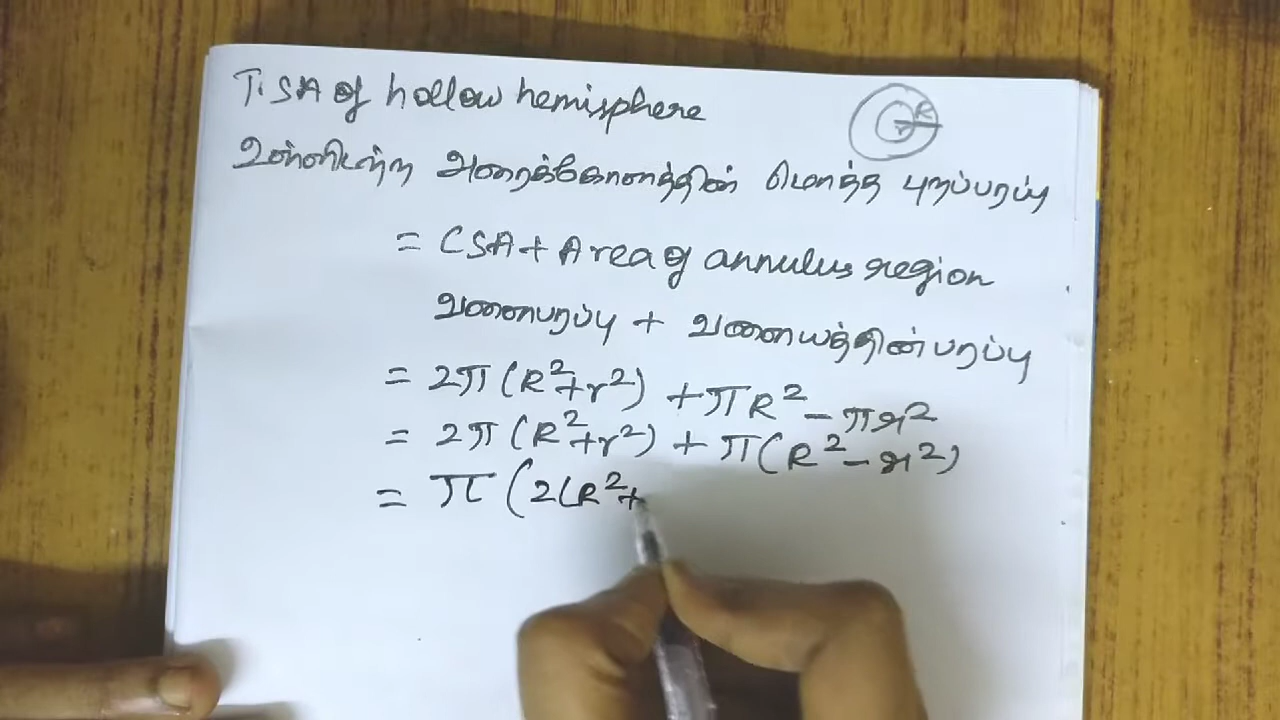 T.SA of hollow hemisphere
R
r
உள்ளீடற்ற அரைக்கோளத்தின் மொத்த புறப்பரப்பு
= CSA + Area of annulus region
வளைபரப்பு + வளையத்தின் பரப்பு
= 2π(R²+r²) + πR² - πr²
= 2π(R²+r²) + π(R²-r²)
= π(2(R²+